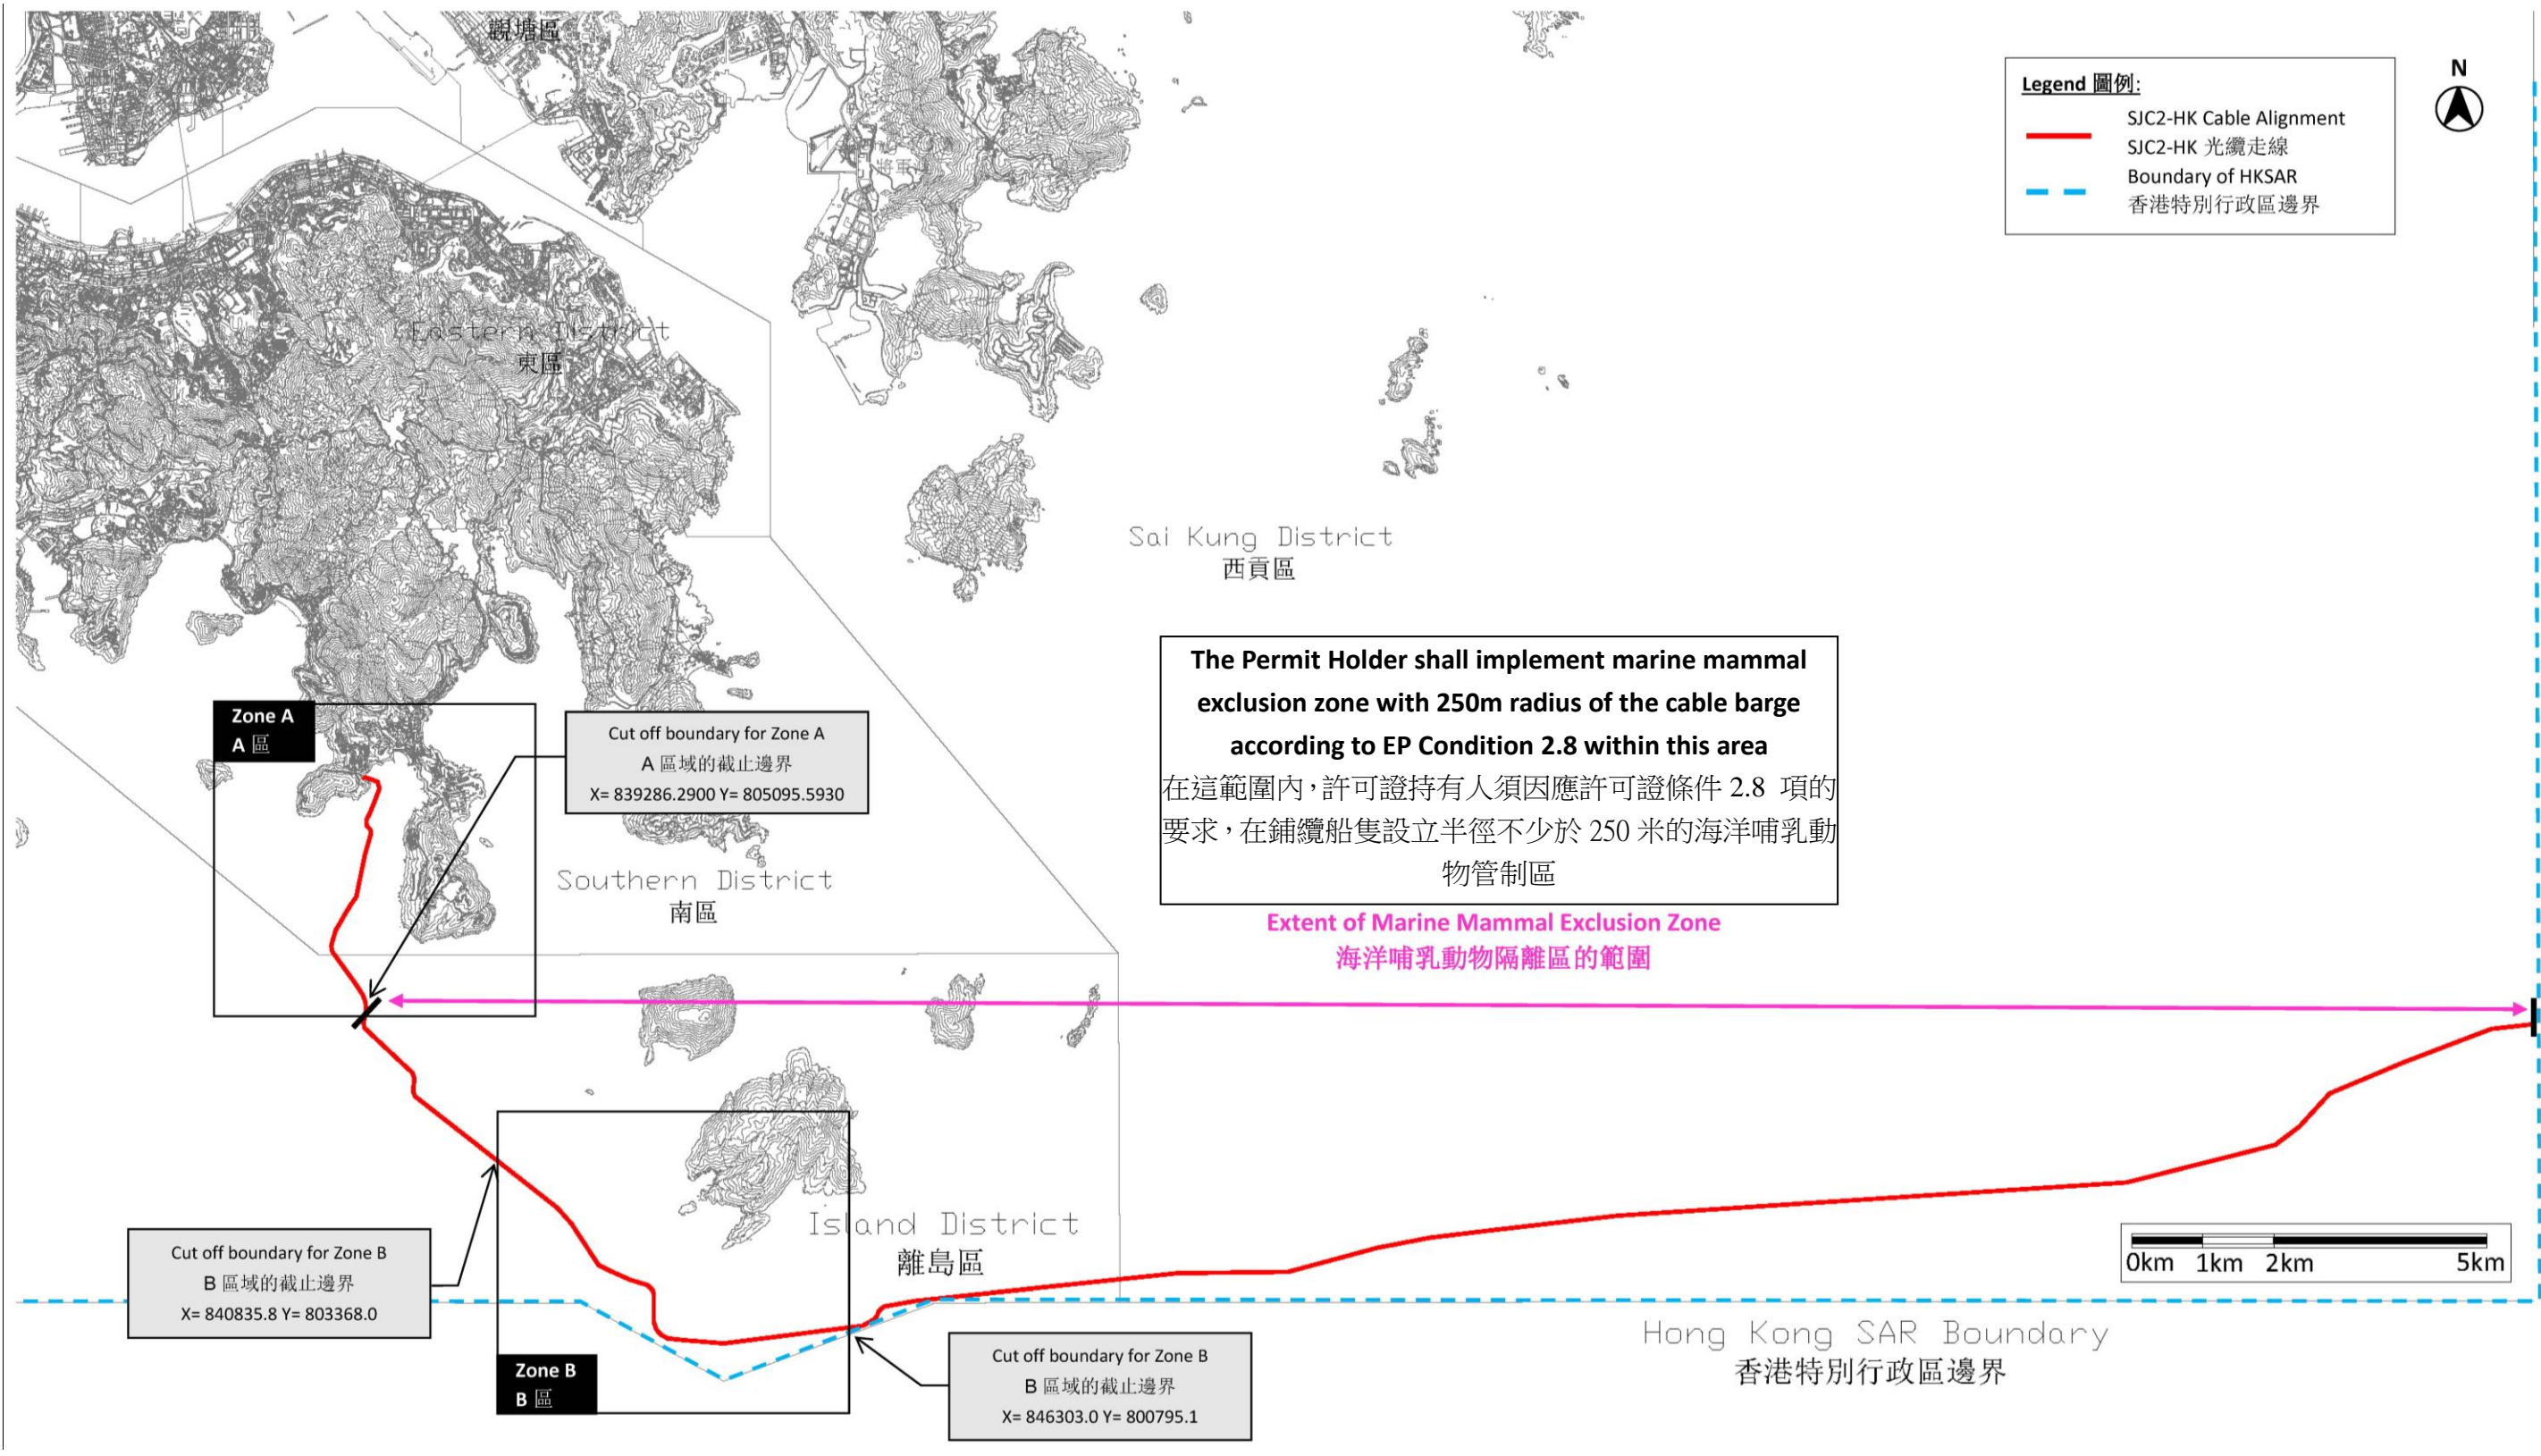 觀塘區
Legend 圖例:
SJC2-HK Cable Alignment
SJC2-HK 光纜走線
Boundary of HKSAR
香港特別行政區邊界
N
將軍
Eastern District
東區
Sai Kung District
西貢區
The Permit Holder shall implement marine mammal
exclusion zone with 250m radius of the cable barge
according to EP Condition 2.8 within this area
在這範圍內，許可證持有人須因應許可證條件 2.8 項的
要求，在鋪纜船隻設立半徑不少於 250 米的海洋哺乳動
物管制區
Zone A
A 區
Cut off boundary for Zone A
A 區域的截止邊界
X= 839286.2900 Y= 805095.5930
Southern District
南區
Extent of Marine Mammal Exclusion Zone
海洋哺乳動物隔離區的範圍
Island District
離島區
Cut off boundary for Zone B
B 區域的截止邊界
X= 840835.8 Y= 803368.0
0km 1km 2km 5km
Zone B
B 區
Cut off boundary for Zone B
B 區域的截止邊界
X= 846303.0 Y= 800795.1
Hong Kong SAR Boundary
香港特別行政區邊界